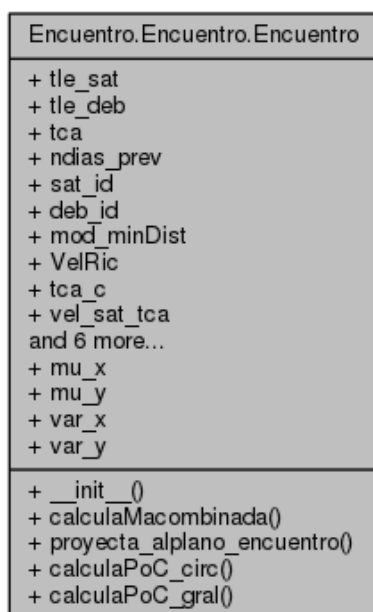 Encuentro.Encuentro.Encuentro
+ tle_sat
+ tle_deb
+ tca
+ ndias_prev
+ sat_id
+ deb_id
+ mod_minDist
+ VelRic
+ tca_c
+ vel_sat_tca
and 6 more...
+ mu_x
+ mu_y
+ var_x
+ var_y
+ __init__()
+ calculaMacombinada()
+ proyecta_alplano_encuentro()
+ calculaPoC_circ()
+ calculaPoC_gral()